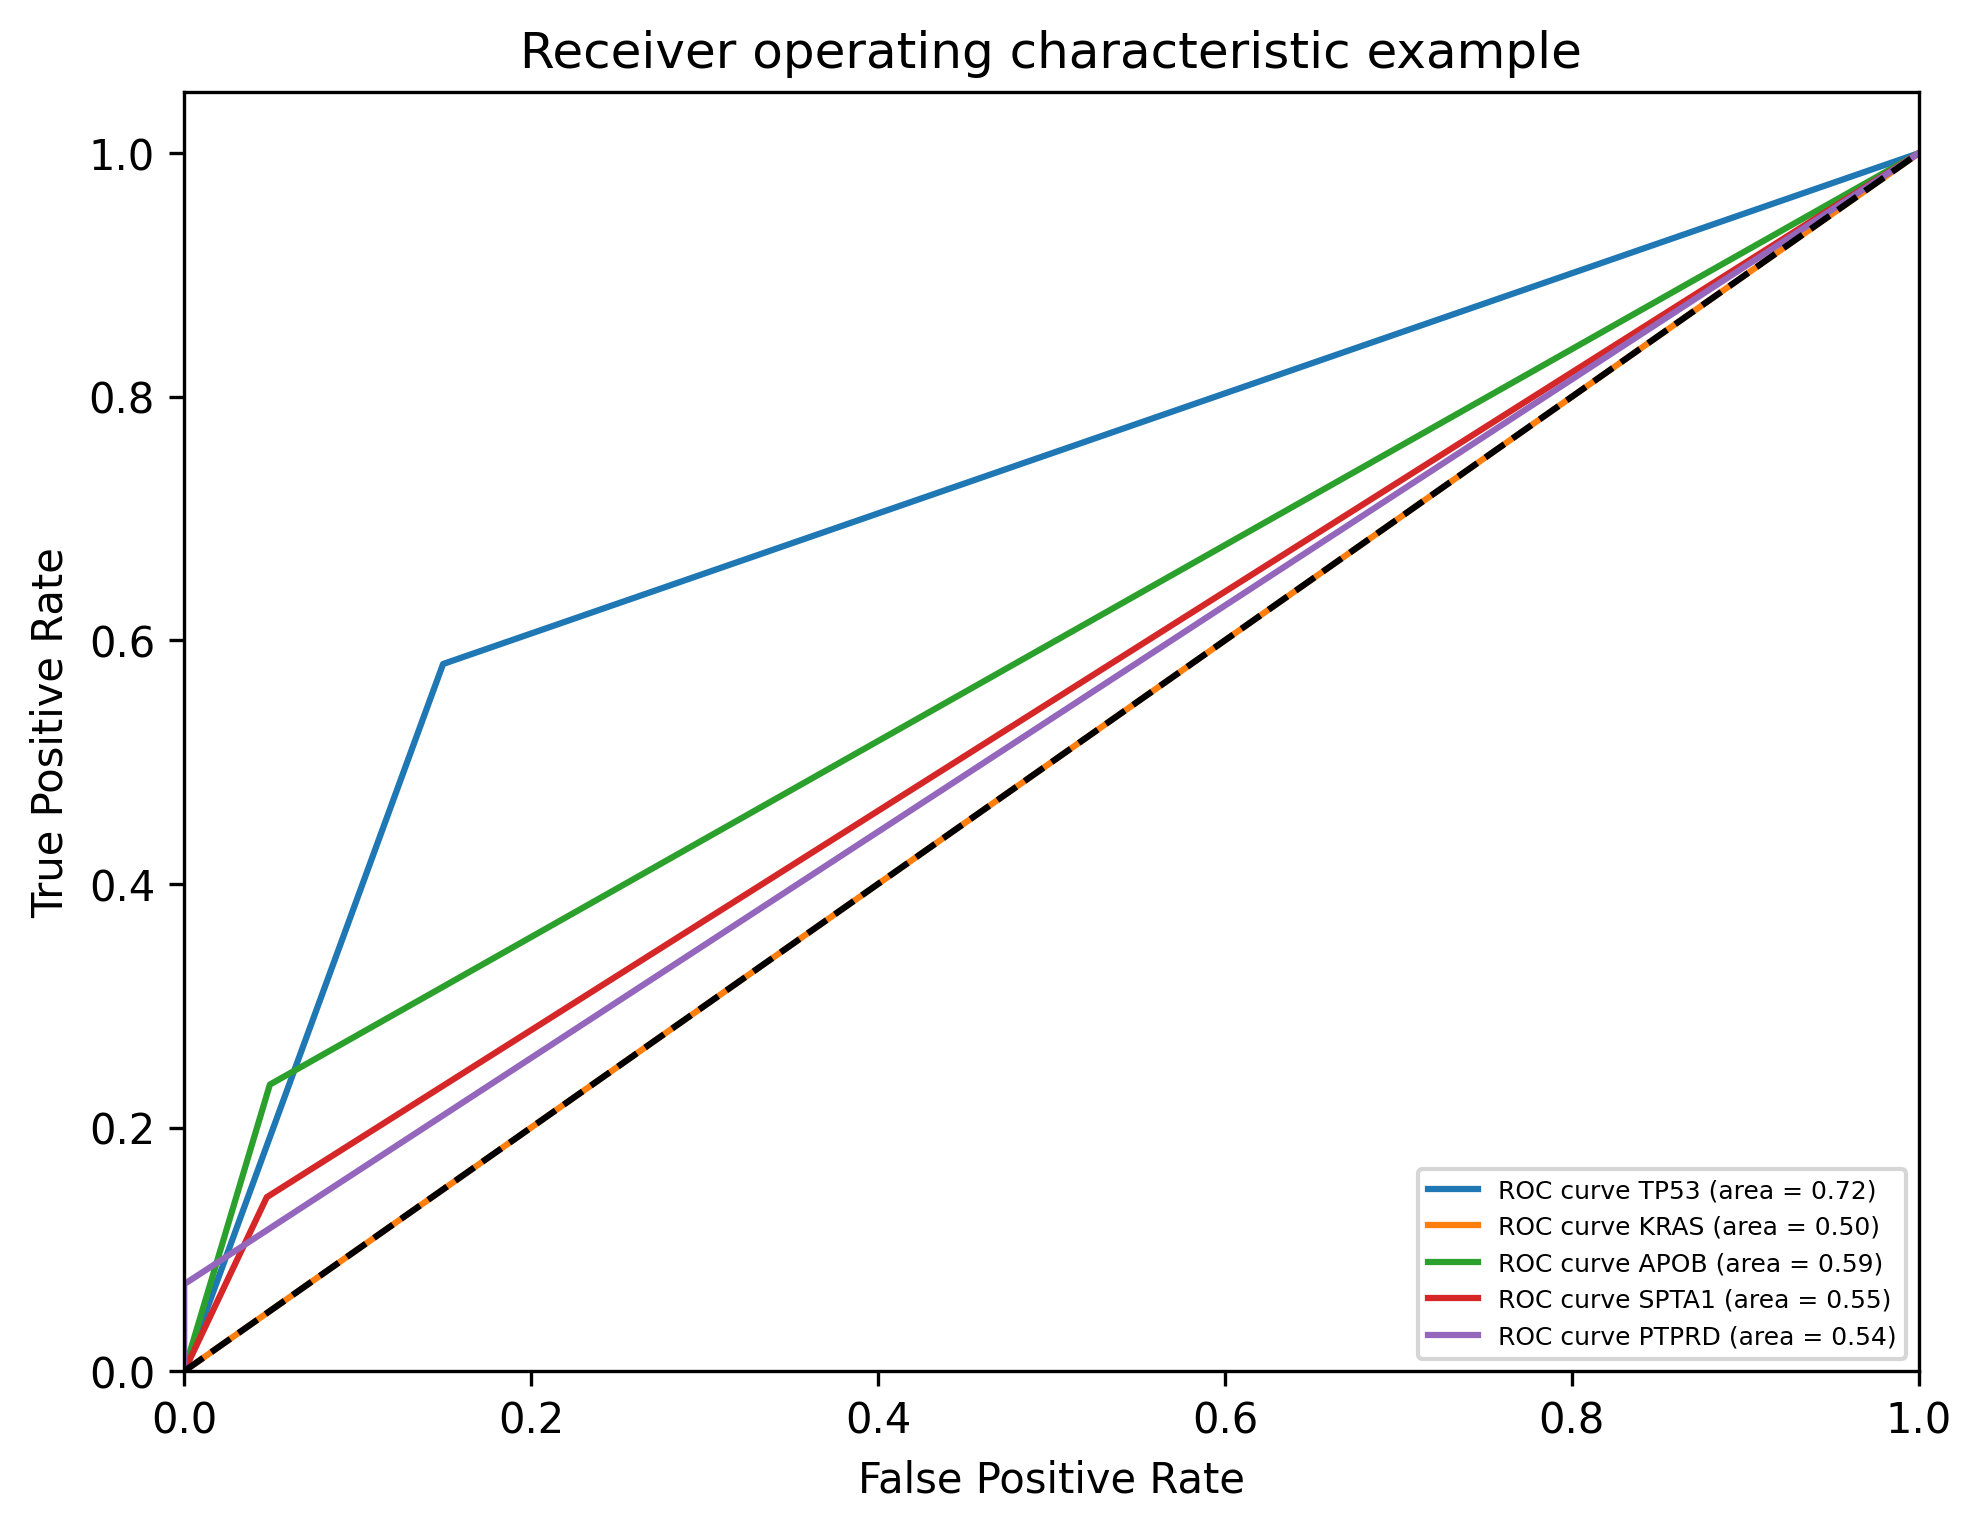 Receiver operating characteristic example
True Positive Rate
1.0
0.8
0.6
0.4
0.2
0.0
ROC curve TP53 (area = 0.72)
ROC curve KRAS (area = 0.50)
ROC curve APOB (area = 0.59)
ROC curve SPTA1 (area = 0.55)
ROC curve PTPRD (area = 0.54)
0.0 0.2 0.4 0.6 0.8 1.0
False Positive Rate